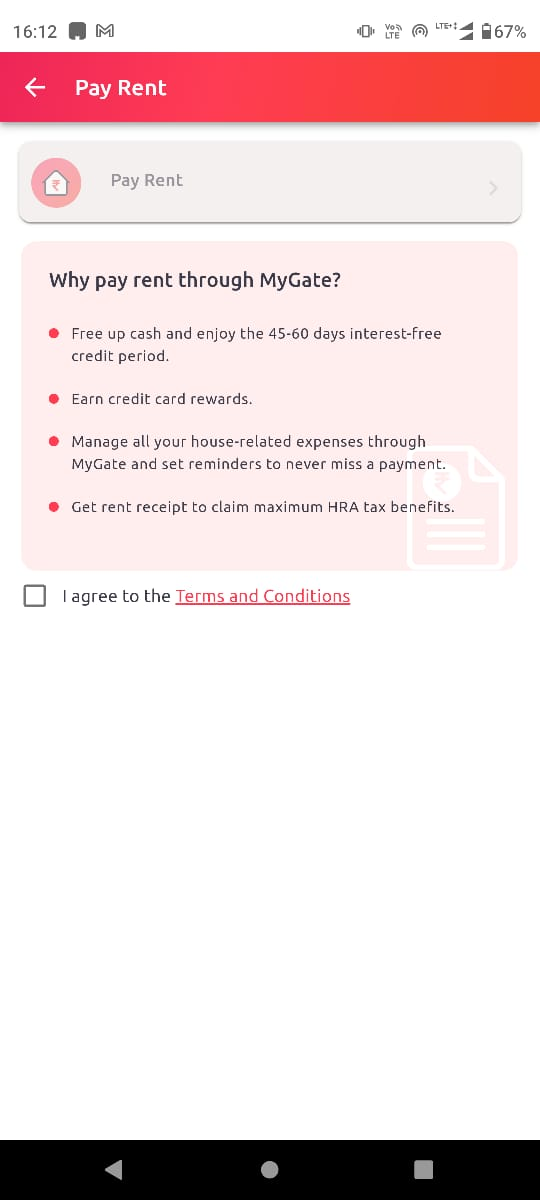 16:12
Vo))
LTE
LTE+
67%
Pay Rent
₹
Pay Rent
Why pay rent through MyGate?
Free up cash and enjoy the 45-60 days interest-free
credit period.
Earn credit card rewards.
Manage all your house-related expenses through
MyGate and set reminders to never miss a payment.
₹
Get rent receipt to claim maximum HRA tax benefits.
I agree to the Terms and Conditions